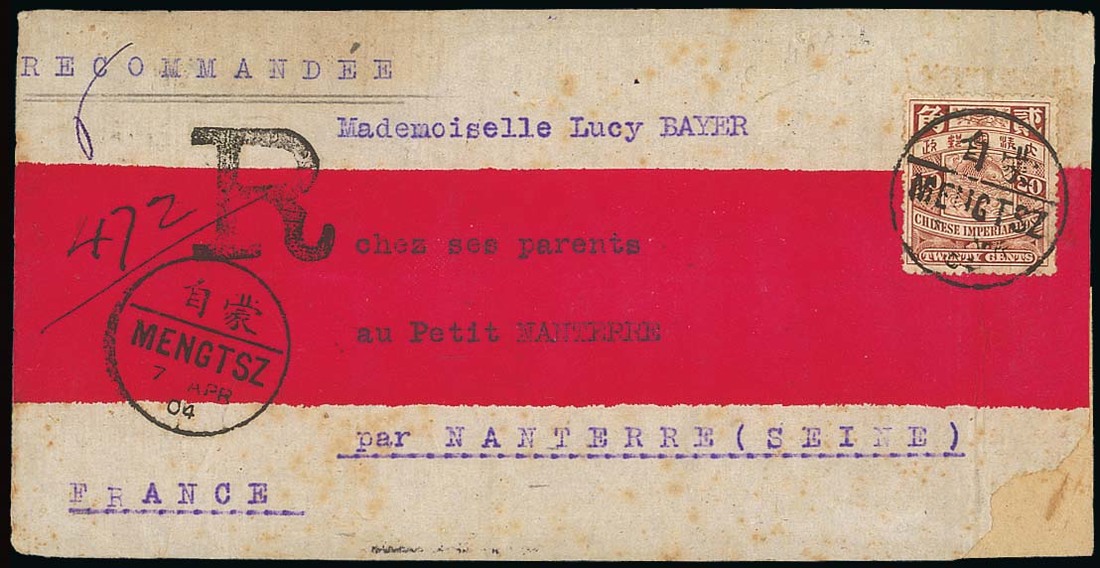 RECOMMANDÉE
Mademoiselle Lucy BAYER
R
472
chez ses parents
au Petit NANTERRE
par NANTERRE (SEINE)
FRANCE
自蒙
MENGTSZ
7 APR
04
20
MENGTSZ
CHINESE IMPERIAL
TWENTY CENTS